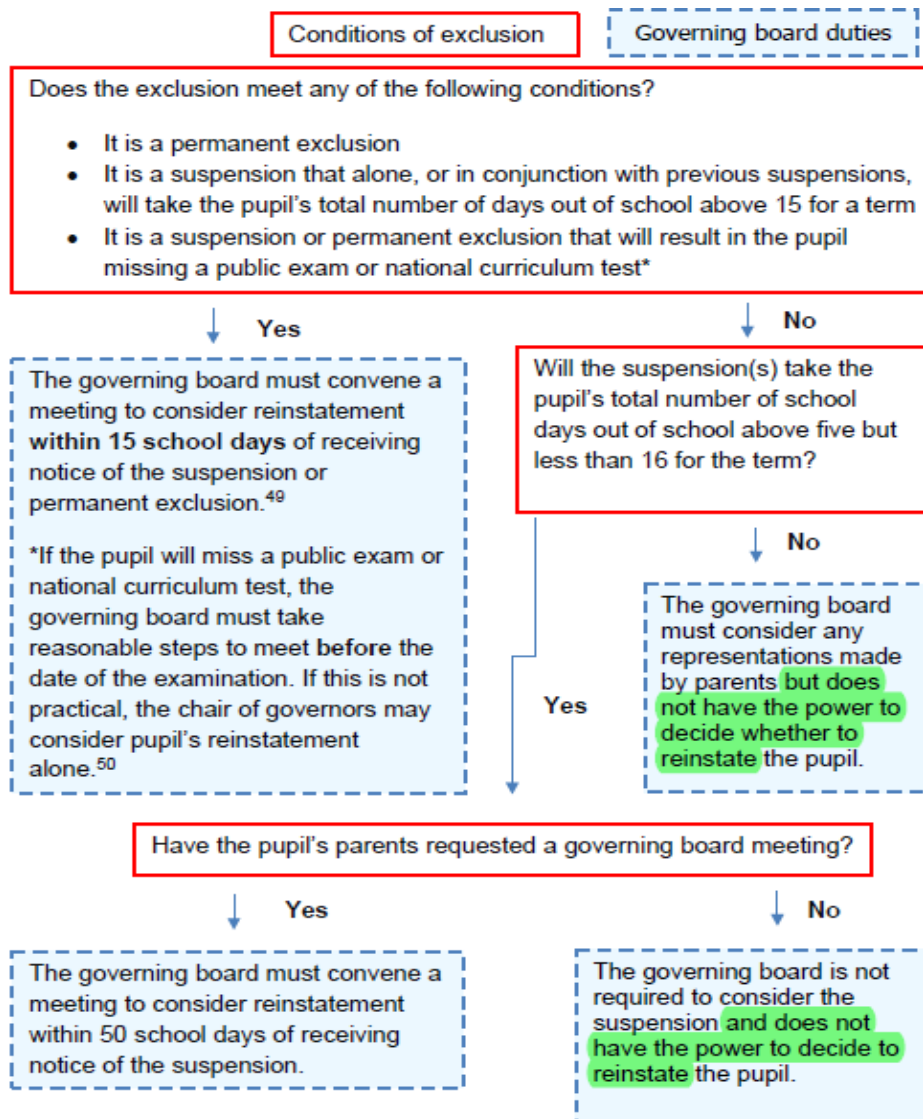 Conditions of exclusion
Governing board duties
Does the exclusion meet any of the following conditions?
• It is a permanent exclusion
• It is a suspension that alone, or in conjunction with previous suspensions,
will take the pupil's total number of days out of school above 15 for a term
• It is a suspension or permanent exclusion that will result in the pupil
missing a public exam or national curriculum test*
Yes
No
The governing board must convene a
meeting to consider reinstatement
within 15 school days of receiving
notice of the suspension or
permanent exclusion.49
*If the pupil will miss a public exam or
national curriculum test, the
governing board must take
reasonable steps to meet before the
date of the examination. If this is not
practical, the chair of governors may
consider pupil's reinstatement
alone.50
Will the suspension(s) take the
pupil's total number of school
days out of school above five but
less than 16 for the term?
No
The governing board
must consider any
representations made
by parents but does
not have the power to
decide whether to
reinstate the pupil.
Yes
Have the pupil's parents requested a governing board meeting?
Yes
No
The governing board must convene a
meeting to consider reinstatement
within 50 school days of receiving
notice of the suspension.
The governing board is not
required to consider the
suspension and does not
have the power to decide to
reinstate the pupil.